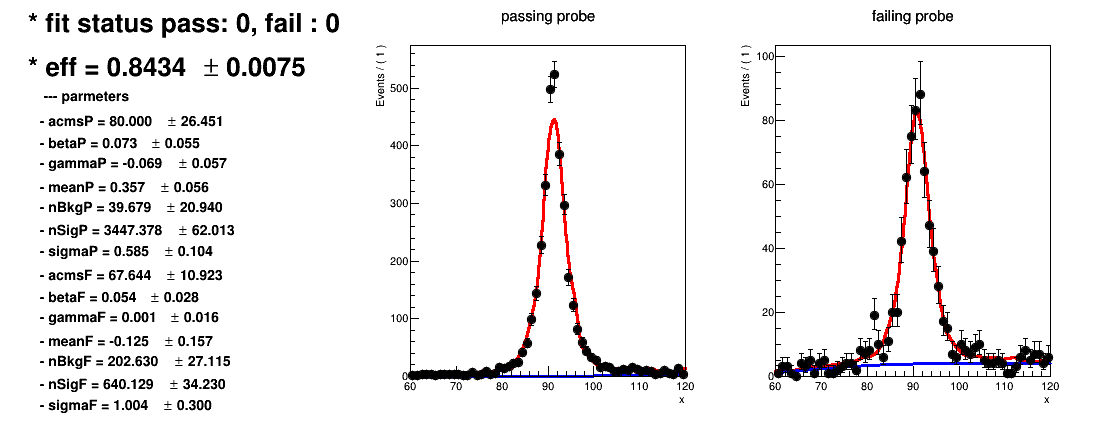 * fit status pass: 0, fail : 0
* eff = 0.8434 ± 0.0075
--- parmeters
- acmsP = 80.000 ± 26.451
- betaP = 0.073 ± 0.055
- gammaP = -0.069 ± 0.057
- meanP = 0.357 ± 0.056
- nBkgP = 39.679 ± 20.940
- nSigP = 3447.378 ± 62.013
- sigmaP = 0.585 ± 0.104
- acmsF = 67.644 ± 10.923
- betaF = 0.054 ± 0.028
- gammaF = 0.001 ± 0.016
- meanF = -0.125 ± 0.157
- nBkgF = 202.630 ± 27.115
- nSigF = 640.129 ± 34.230
- sigmaF = 1.004 ± 0.300
passing probe
Events / ( 1 )
500
400
300
200
100
0
60 70 80 90 100 110 120
x
failing probe
Events / ( 1 )
100
80
60
40
20
0
60 70 80 90 100 110 120
x